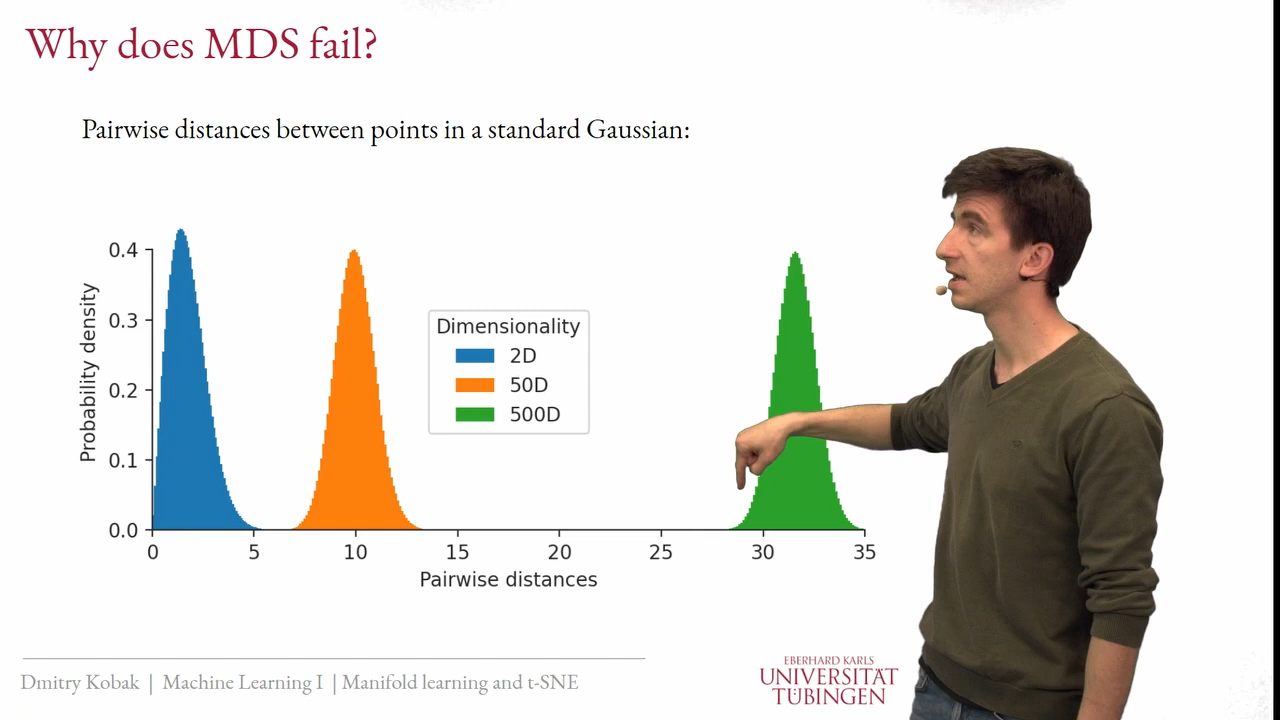 Why does MDS fail?
Pairwise distances between points in a standard Gaussian:
Probability density
0.4
0.3
0.2
0.1
0.0
Dimensionality
2D
50D
500D
0 5 10 15 20 25 30 35
Pairwise distances
Dmitry Kobak | Machine Learning I | Manifold learning and t-SNE
EBERHARD KARLS
UNIVERSITÄT
TÜBINGEN